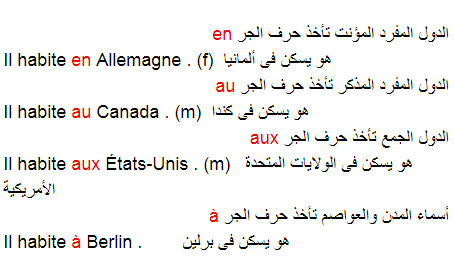 الدول المفرد المؤنث تأخذ حرف الجر en
Il habite en Allemagne . (f) هو يسكن فى ألمانيا
الدول المفرد المذكر تأخذ حرف الجر au
Il habite au Canada . (m) هو يسكن فى كندا
الدول الجمع تأخذ حرف الجر aux
Il habite aux États-Unis . (m) هو يسكن فى الولايات المتحدة
الأمريكية
أسماء المدن والعواصم تأخذ حرف الجر à
Il habite à Berlin . هو يسكن فى برلين